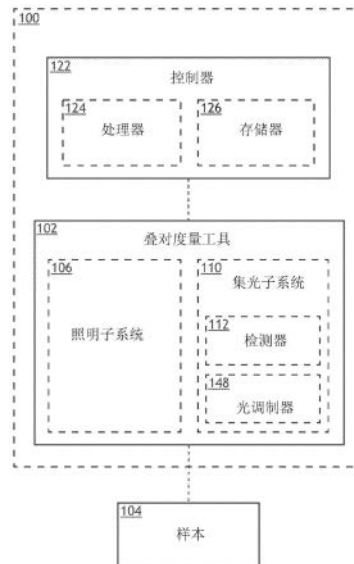 100
122
控制器
124
处理器
126
存储器
102
叠对度量工具
106
照明子系统
110
集光子系统
112
检测器
148
光调制器
104
样本